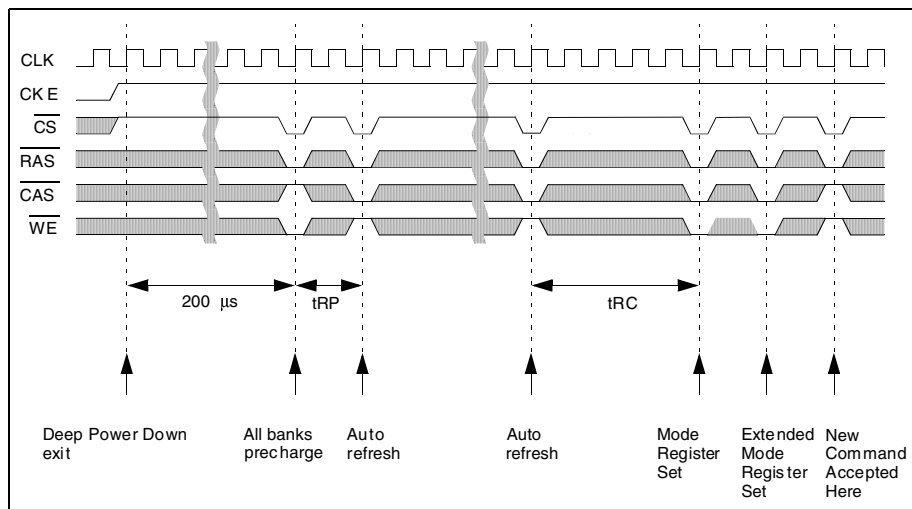 CLK
CKE
CS
RAS
CAS
WE
200 µs
tRP
tRC
Deep Power Down
exit
All banks
precharge
Auto
refresh
Auto
refresh
Mode
Register
Set
Extended
Mode
Register
Set
New
Command
Accepted
Here